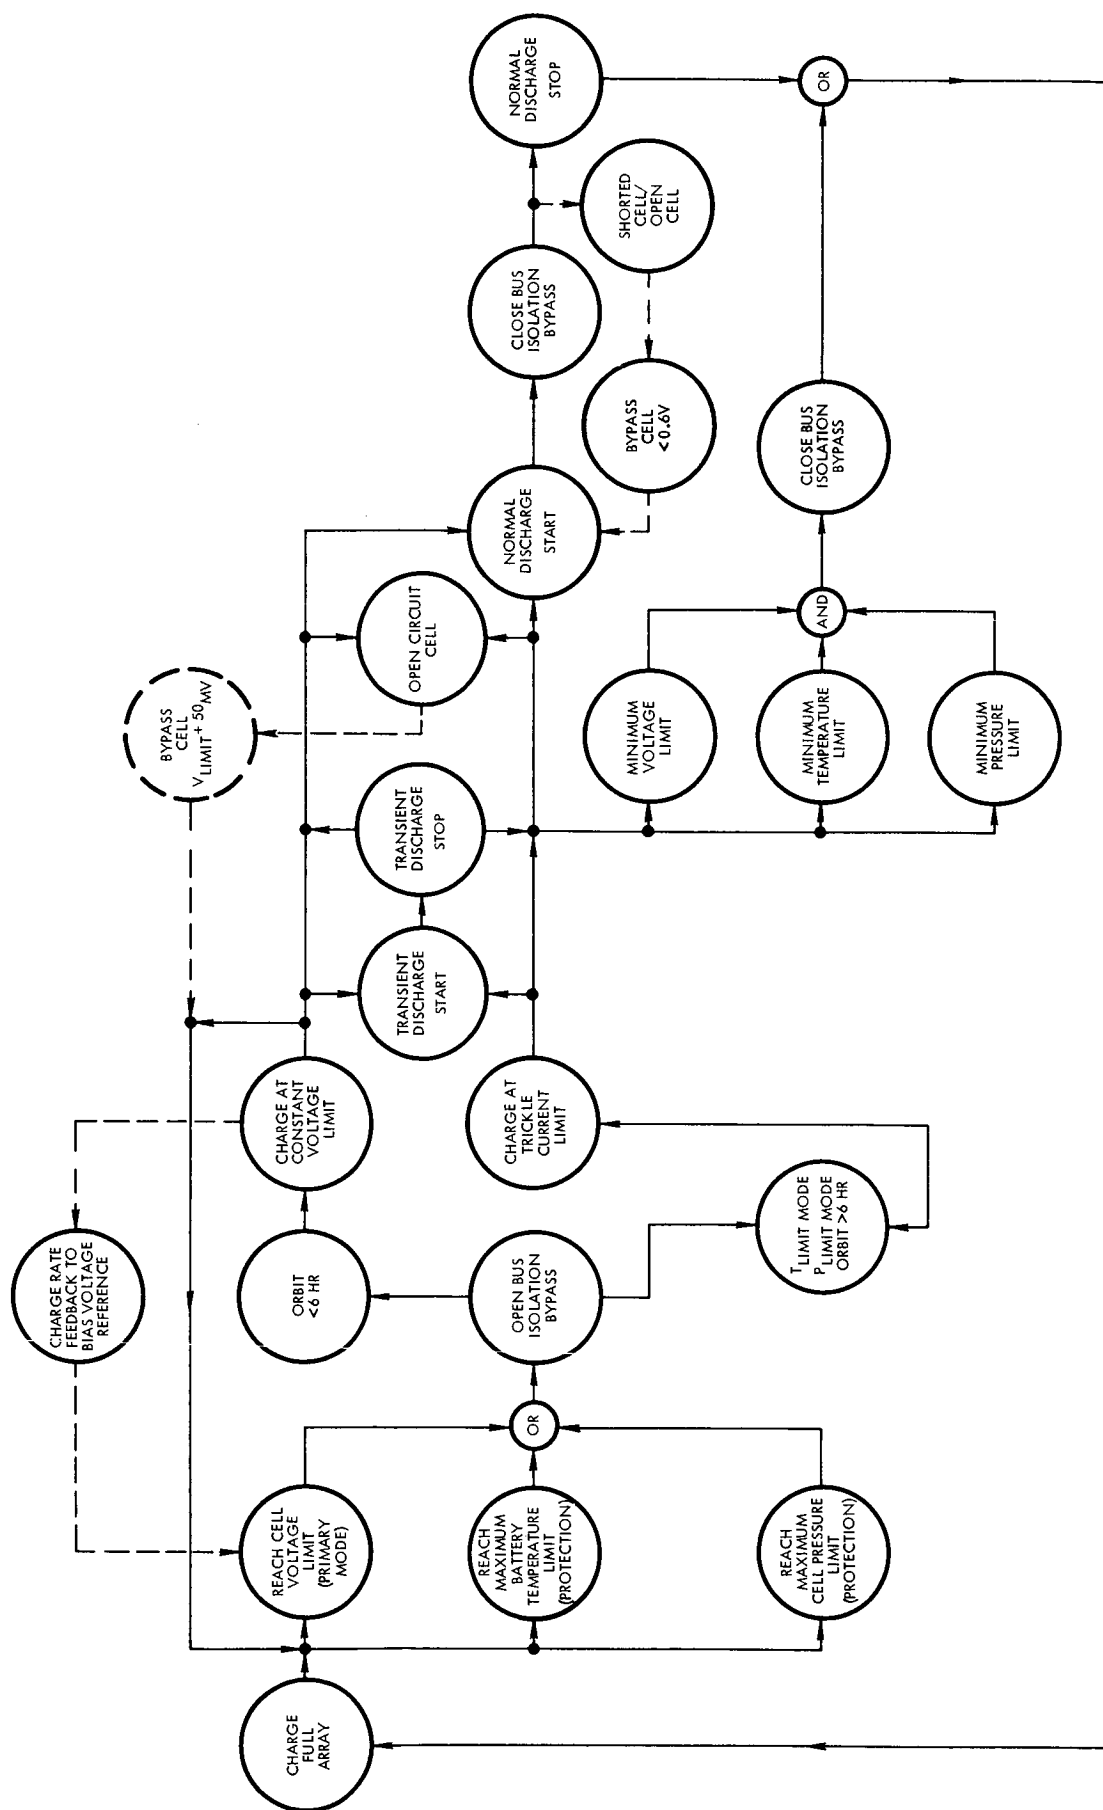 CHARGE
FULL
ARRAY
REACH CELL
VOLTAGE
LIMIT
(PRIMARY
MODE)
REACH
MAXIMUM
BATTERY
TEMPERATURE
LIMIT
(PROTECTION)
REACH
MAXIMUM
CELL PRESSURE
LIMIT
(PROTECTION)
OR
CHARGE RATE
FEEDBACK TO
BIAS VOLTAGE
REFERENCE
ORBIT
<6 HR
OPEN BUS
ISOLATION
BYPASS
TLIMIT MODE
PLIMIT MODE
ORBIT >6 HR
CHARGE AT
CONSTANT
VOLTAGE
LIMIT
CHARGE AT
TRICKLE
CURRENT
LIMIT
TRANSIENT
DISCHARGE
START
TRANSIENT
DISCHARGE
STOP
BYPASS
CELL
VLIMIT + 50MV
OPEN CIRCUIT
CELL
MINIMUM
VOLTAGE
LIMIT
MINIMUM
TEMPERATURE
LIMIT
MINIMUM
PRESSURE
LIMIT
AND
NORMAL
DISCHARGE
START
BYPASS
CELL
<0.6V
CLOSE BUS
ISOLATION
BYPASS
CLOSE BUS
ISOLATION
BYPASS
SHORTED
CELL/
OPEN
CELL
NORMAL
DISCHARGE
STOP
OR